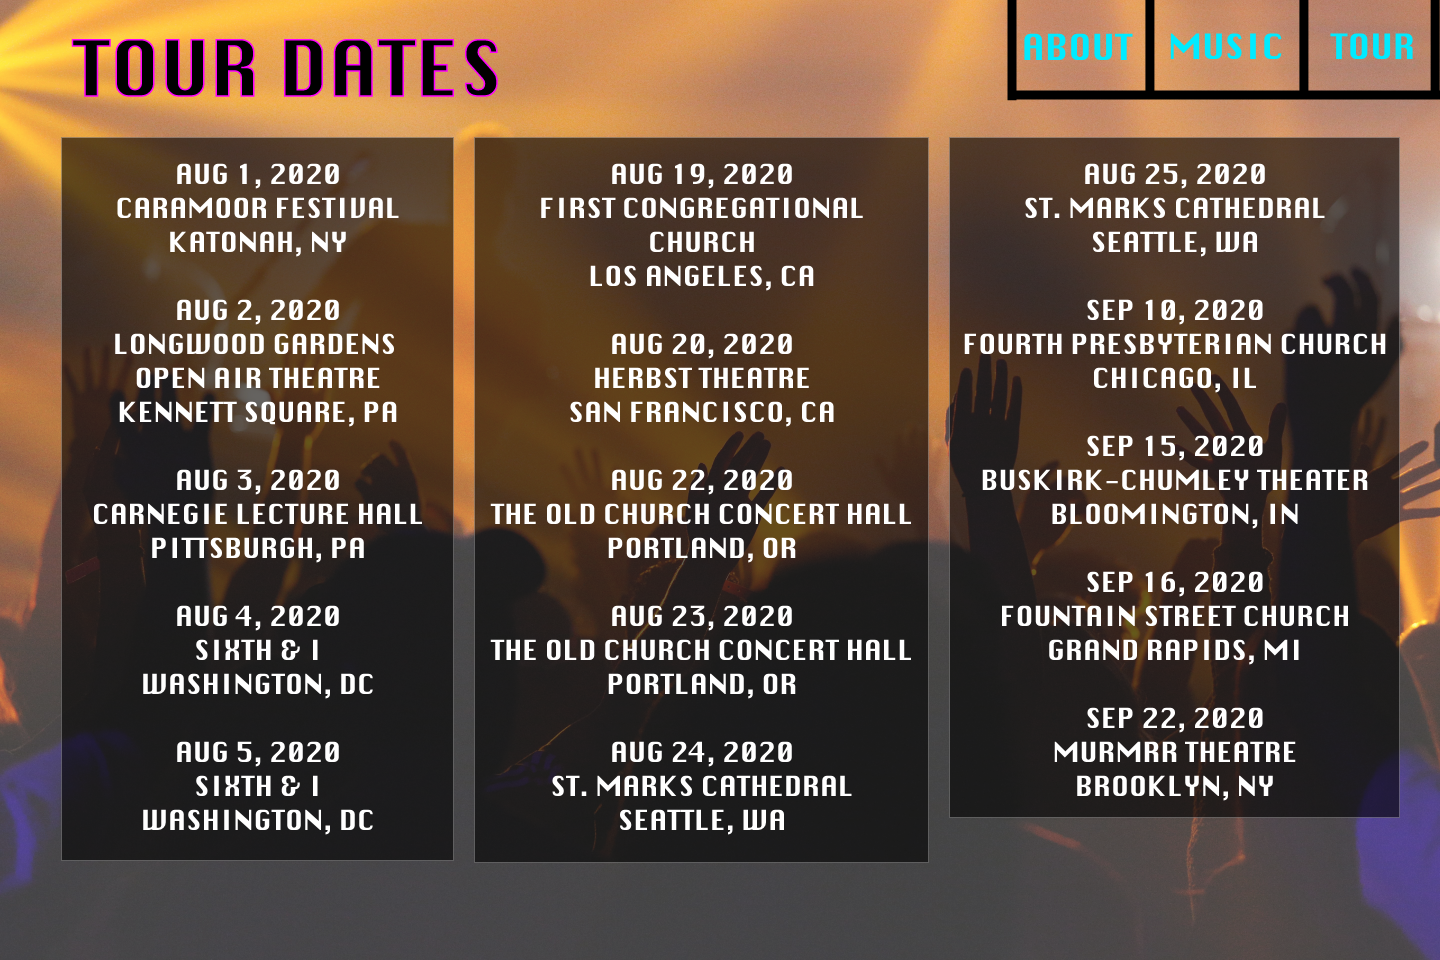 TOUR DATES
ABOUT
MUSIC
TOUR
AUG 1, 2020
CARAMOOR FESTIVAL
KATONAH, NY
AUG 2, 2020
LONGWOOD GARDENS
OPEN AIR THEATRE
KENNETT SQUARE, PA
AUG 3, 2020
CARNEGIE LECTURE HALL
PITTSBURGH, PA
AUG 4, 2020
SIXTH & I
WASHINGTON, DC
AUG 5, 2020
SIXTH & I
WASHINGTON, DC
AUG 19, 2020
FIRST CONGREGATIONAL
CHURCH
LOS ANGELES, CA
AUG 20, 2020
HERBST THEATRE
SAN FRANCISCO, CA
AUG 22, 2020
THE OLD CHURCH CONCERT HALL
PORTLAND, OR
AUG 23, 2020
THE OLD CHURCH CONCERT HALL
PORTLAND, OR
AUG 24, 2020
ST. MARKS CATHEDRAL
SEATTLE, WA
AUG 25, 2020
ST. MARKS CATHEDRAL
SEATTLE, WA
SEP 10, 2020
FOURTH PRESBYTERIAN CHURCH
CHICAGO, IL
SEP 15, 2020
BUSKIRK-CHUMLEY THEATER
BLOOMINGTON, IN
SEP 16, 2020
FOUNTAIN STREET CHURCH
GRAND RAPIDS, MI
SEP 22, 2020
MURMRR THEATRE
BROOKLYN, NY